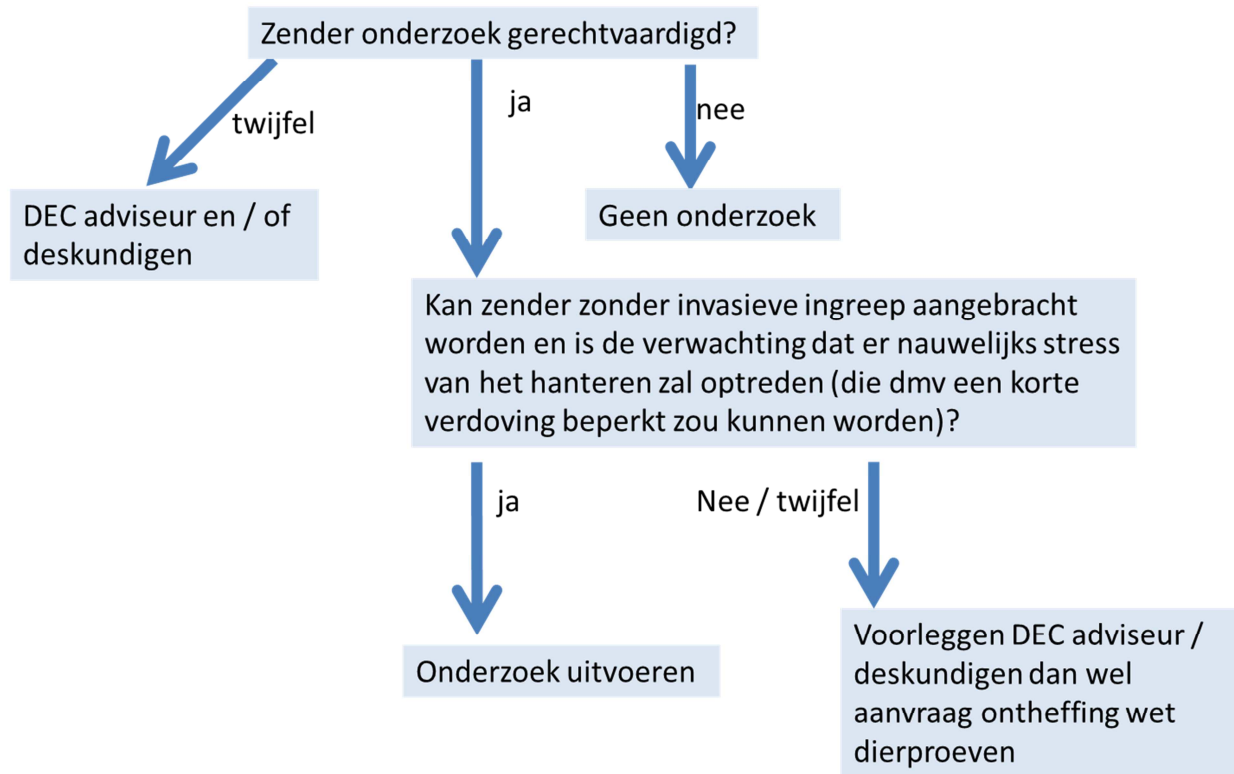 Zender onderzoek gerechtvaardigd?
twijfel
ja
nee
DEC adviseur en / of
deskundigen
Geen onderzoek
Kan zender zonder invasieve ingreep aangebracht
worden en is de verwachting dat er nauwelijks stress
van het hanteren zal optreden (die dmv een korte
verdoving beperkt zou kunnen worden)?
ja
Nee / twijfel
Onderzoek uitvoeren
Voorleggen DEC adviseur /
deskundigen dan wel
aanvraag ontheffing wet
dierproeven